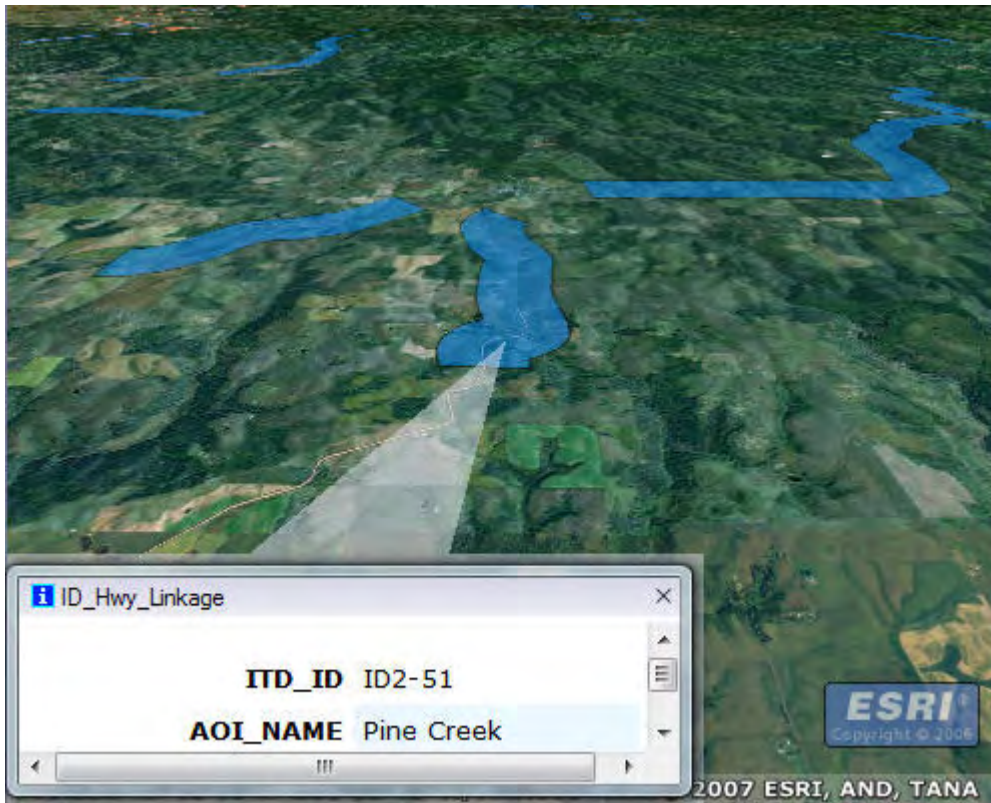 ID_Hwy_Linkage
ITD_ID ID2-51
AOI_NAME Pine Creek
ESRI
Copyright © 2006
2007 ESRI, AND, TANA